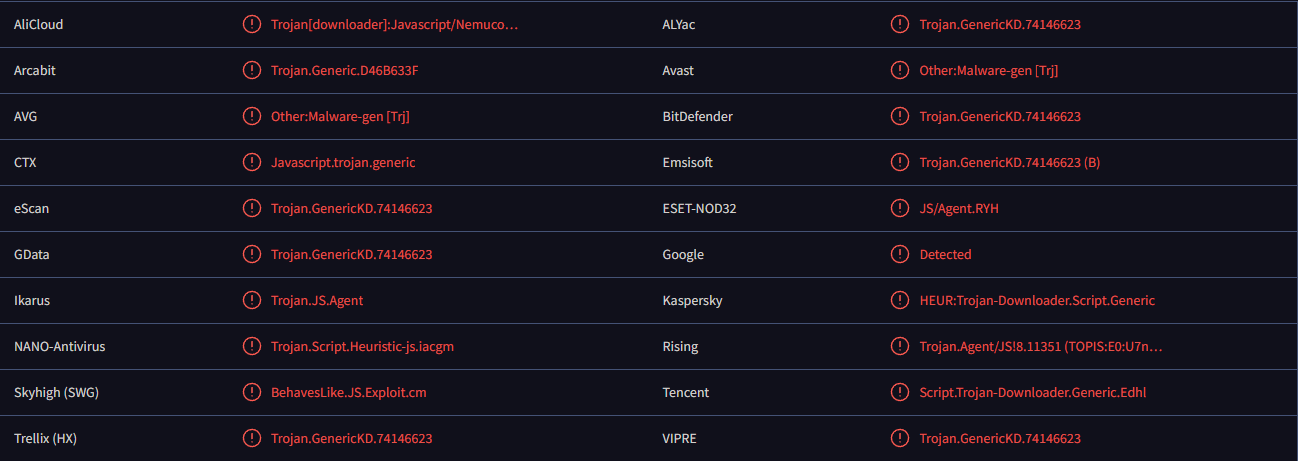 AliCloud Trojan[downloader]:Javascript/Nemuco... ALYac Trojan.GenericKD.74146623
Arcabit Trojan.Generic.D46B633F Avast Other:Malware-gen [Trj]
AVG Other:Malware-gen [Trj] BitDefender Trojan.GenericKD.74146623
CTX Javascript.trojan.generic Emsisoft Trojan.GenericKD.74146623 (B)
eScan Trojan.GenericKD.74146623 ESET-NOD32 JS/Agent.RYH
GData Trojan.GenericKD.74146623 Google Detected
Ikarus Trojan.JS.Agent Kaspersky HEUR:Trojan-Downloader.Script.Generic
NANO-Antivirus Trojan.Script.Heuristic-js.iacgm Rising Trojan.Agent/JS!8.11351 (TOPIS:E0:U7n...
Skyhigh (SWG) BehavesLike.JS.Exploit.cm Tencent Script.Trojan-Downloader.Generic.Edhl
Trellix (HX) Trojan.GenericKD.74146623 VIPRE Trojan.GenericKD.74146623